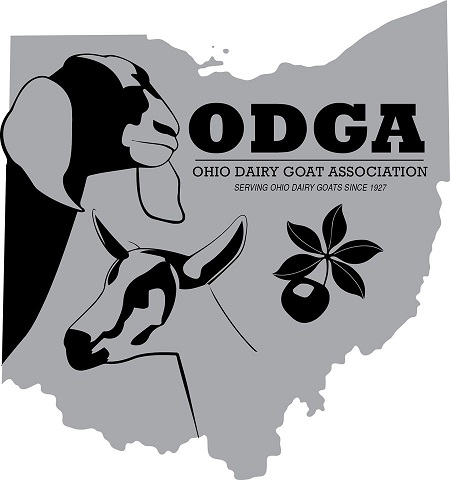 ODGA
OHIO DAIRY GOAT ASSOCIATION
SERVING OHIO DAIRY GOATS SINCE 1927